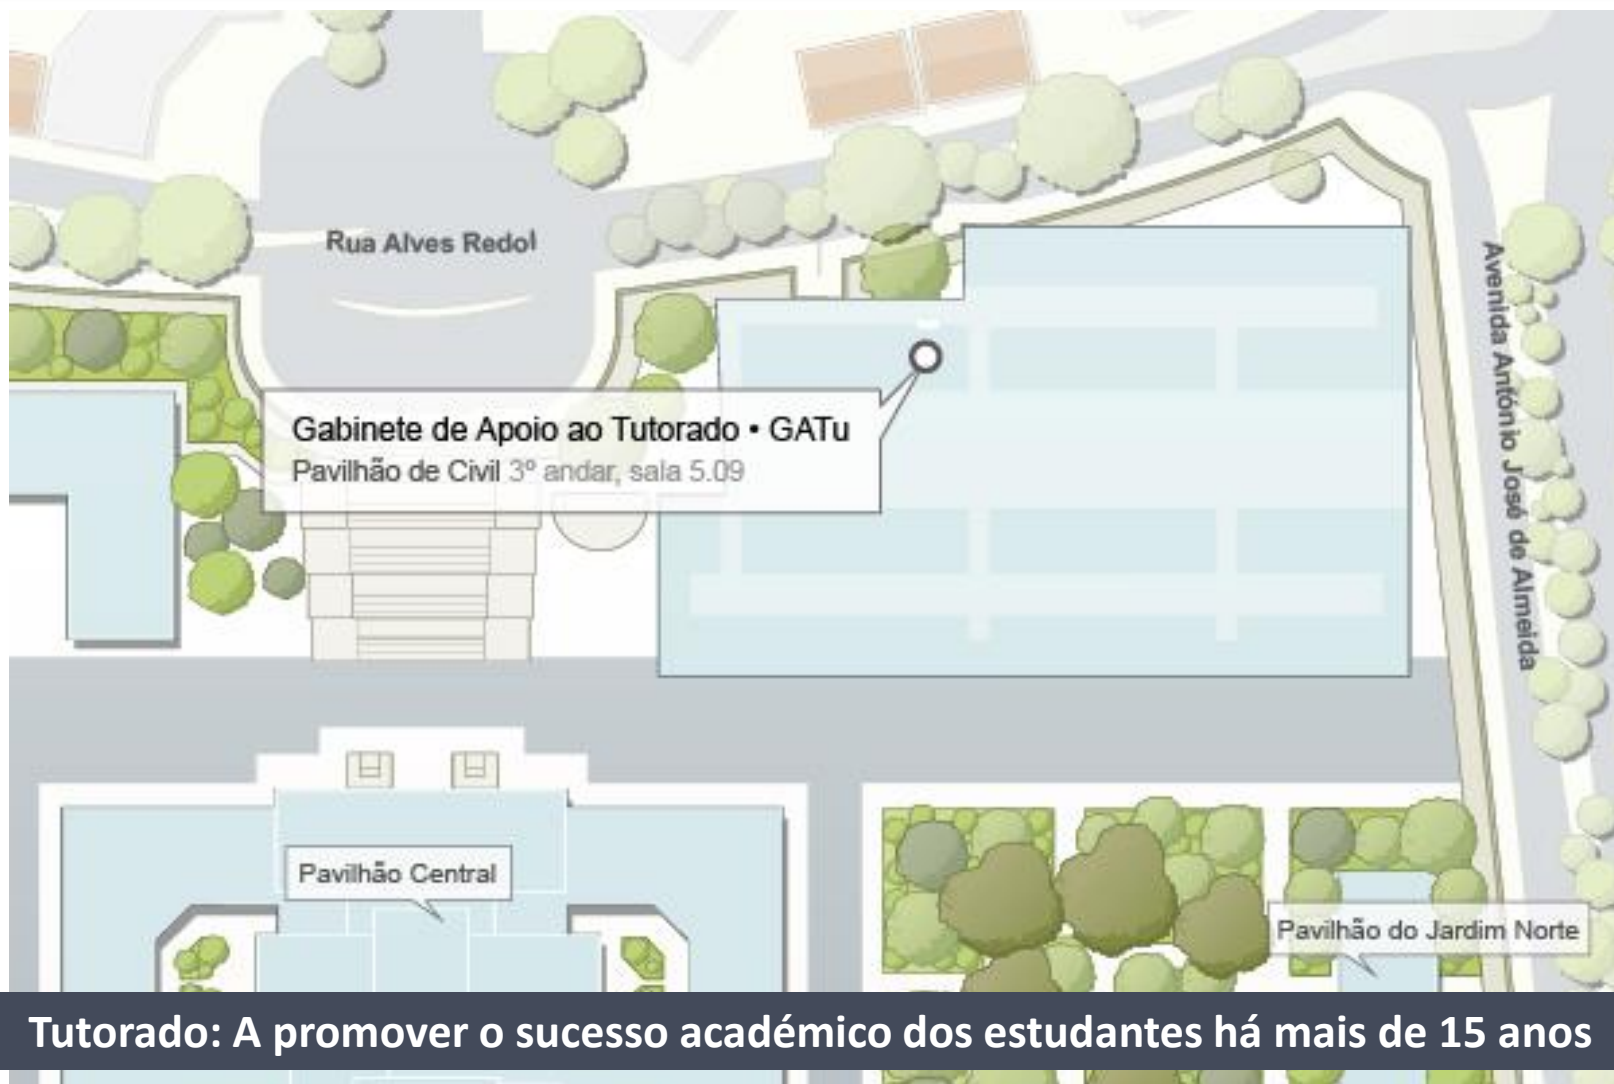 Rua Alves Redol
Avenida António José de Almeida
Gabinete de Apoio ao Tutorado • GATu
Pavilhão de Civil 3º andar, sala 5.09
Pavilhão Central
Pavilhão do Jardim Norte
Tutorado: A promover o sucesso académico dos estudantes há mais de 15 anos